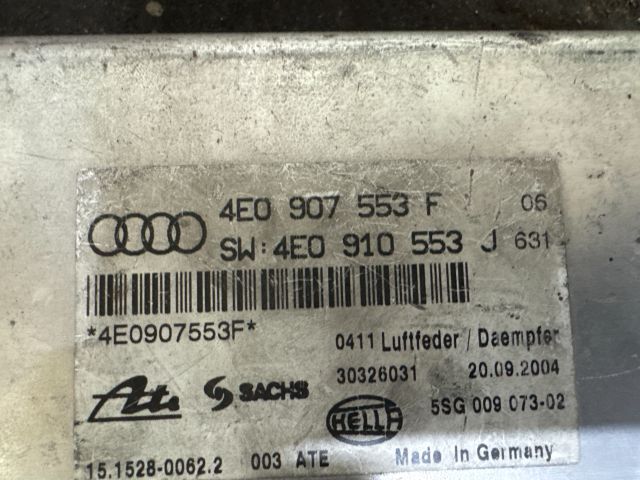 4E0 907 553 F 06
SW:4E0 910 553 J 631
*4E0907553F*
0411 Luftfeder / Daempfer
30326031 20.09.2004
Ate SACHS HELLA 5SG 009 073-02
15.1528-0062.2 003 ATE Made in Germany